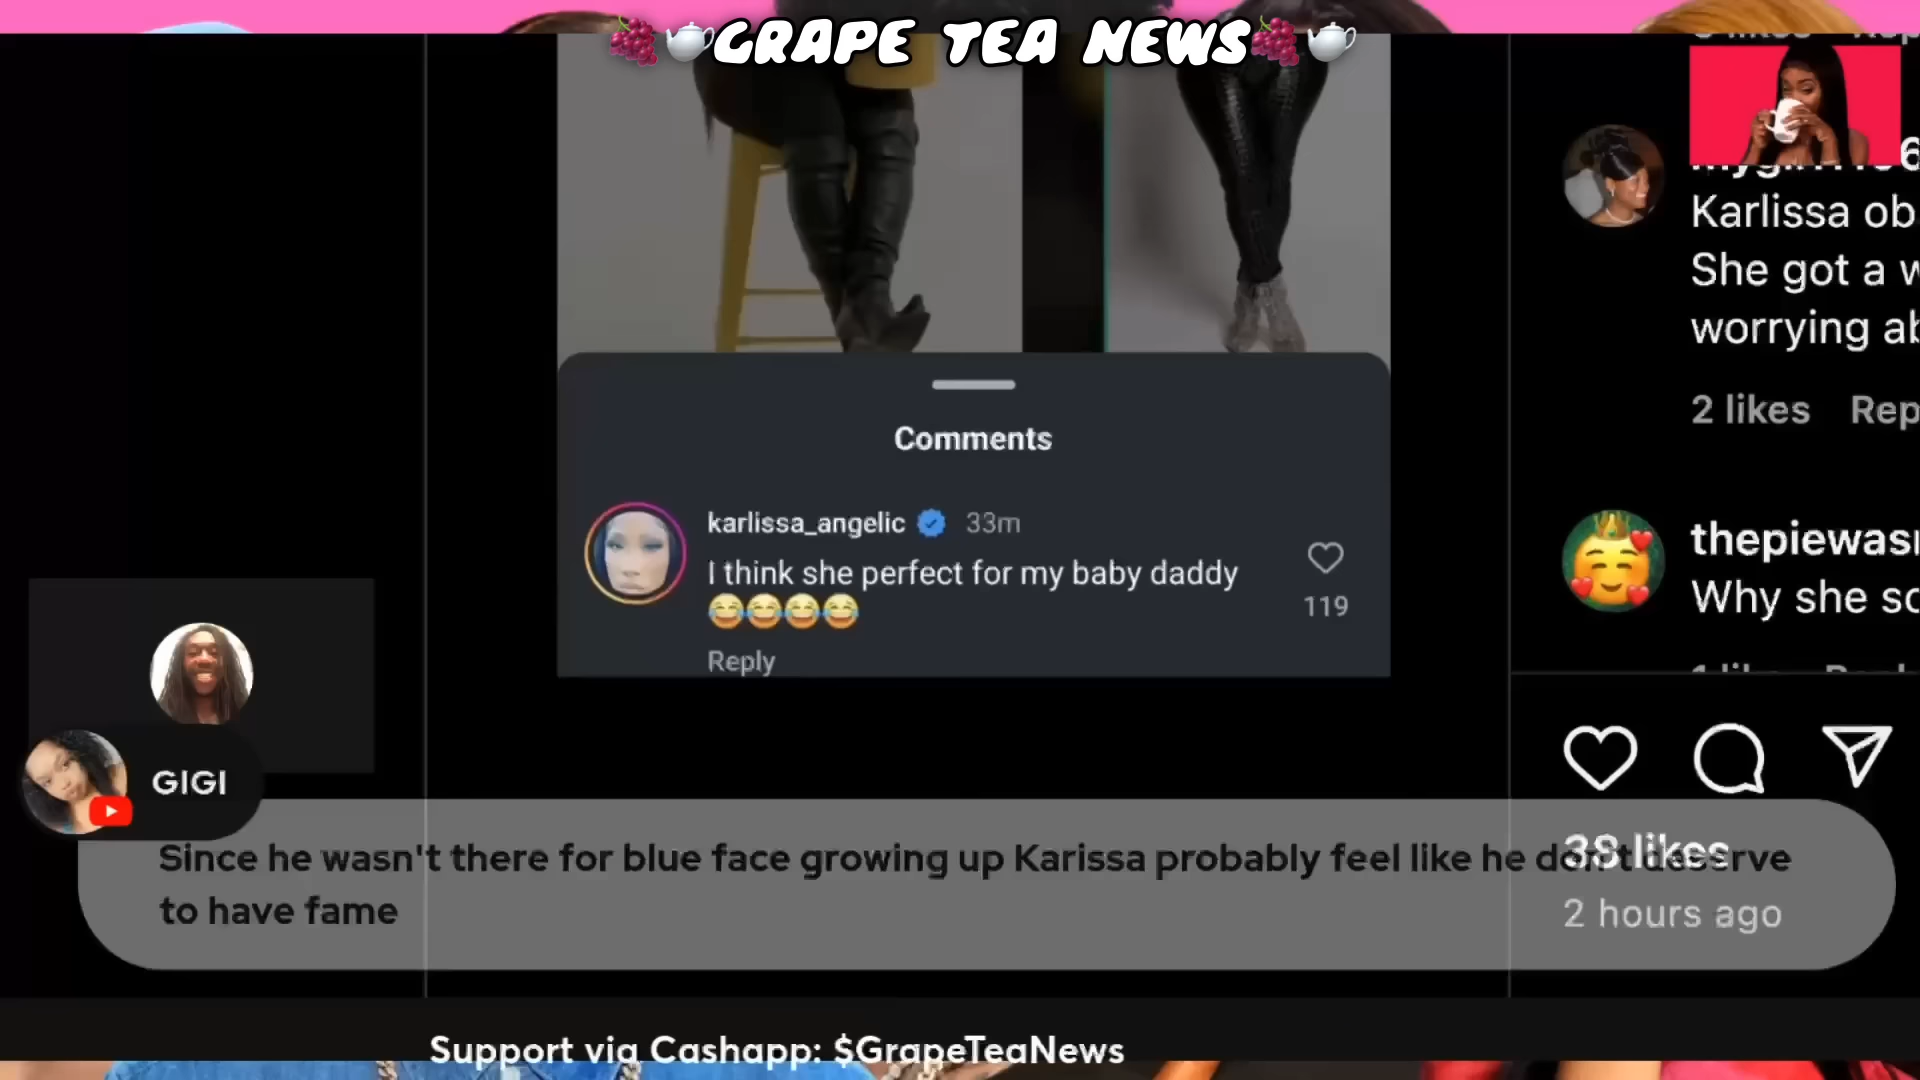 GRAPE TEA NEWS
Karlissa ob
She got a w
worrying ab
2 likes Rep
Comments
karlissa_angelic 33m
I think she perfect for my baby daddy
😂😂😂😂
119
Reply
thepiewasn
Why she so
GIGI
Since he wasn't there for blue face growing up Karissa probably feel like he don't deserve
to have fame
38 likes
2 hours ago
Support via Cashapp: $GrapeTeaNews